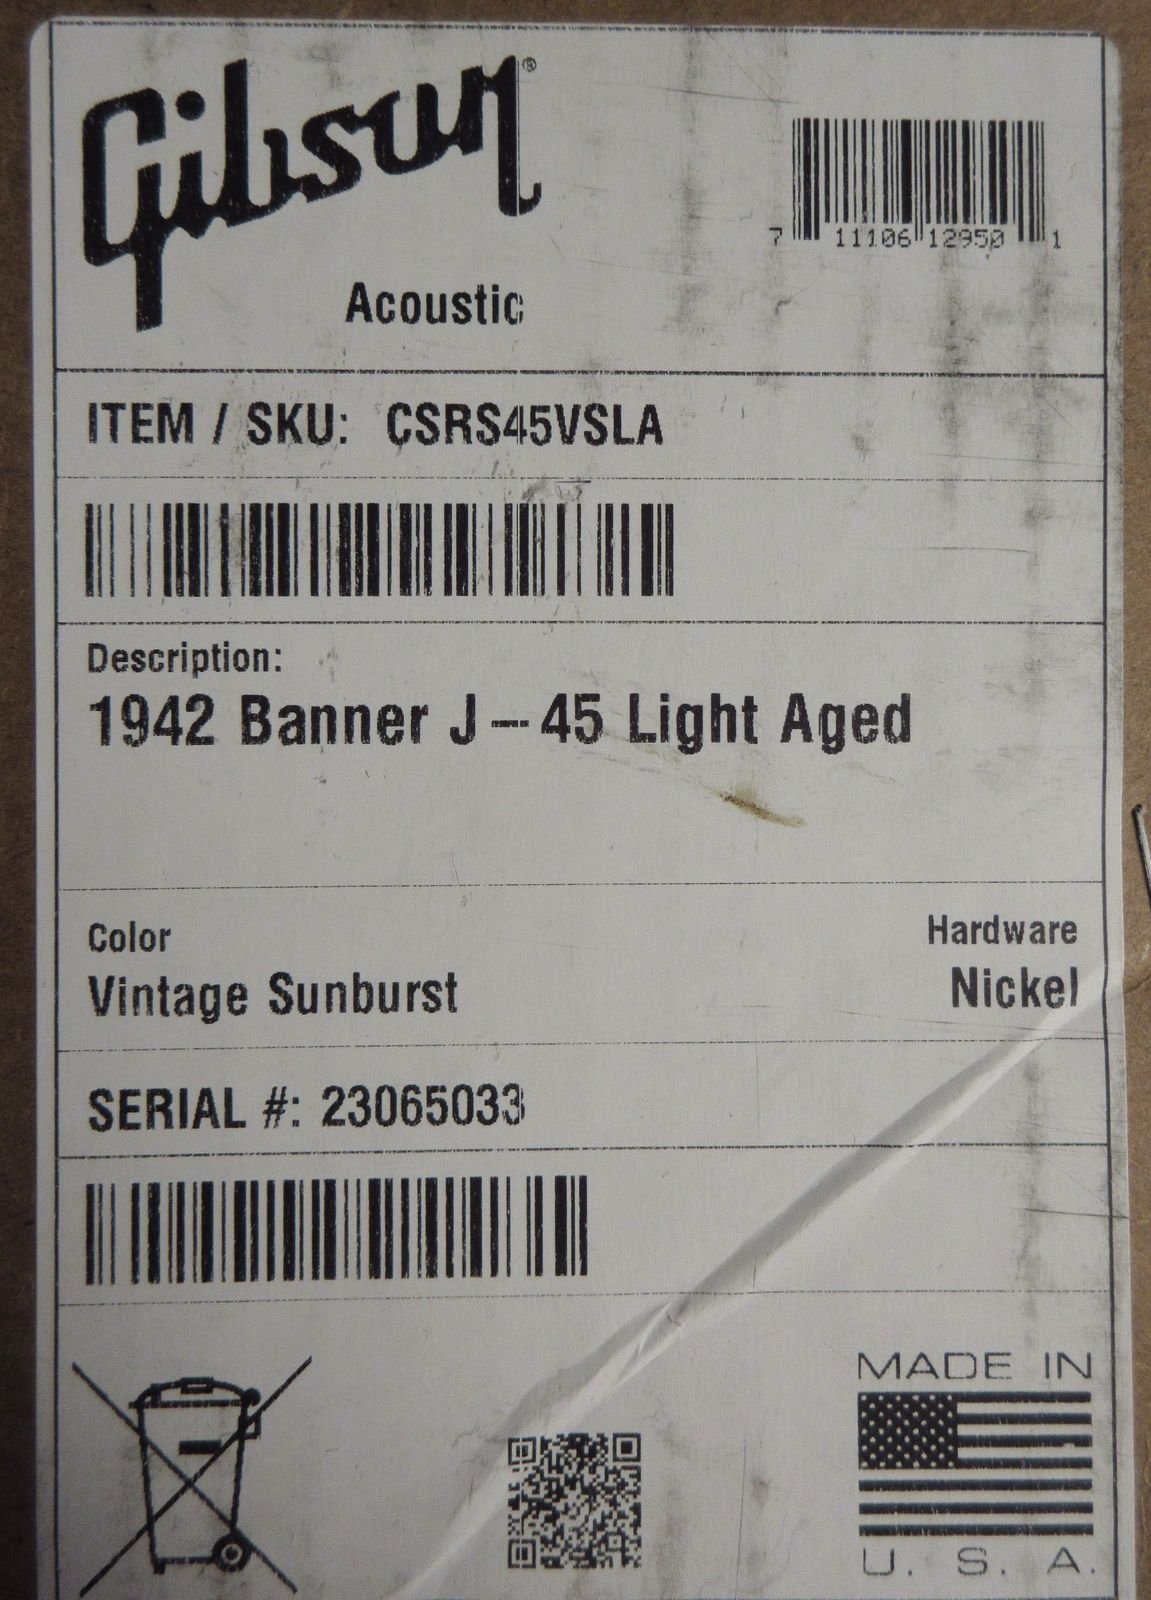 Gibson®
Acoustic
7 11106 12950 1
ITEM / SKU: CSRS45VSLA
Description:
1942 Banner J-45 Light Aged
Color
Vintage Sunburst
Hardware
Nickel
SERIAL #: 23065033
MADE IN
U. S. A.